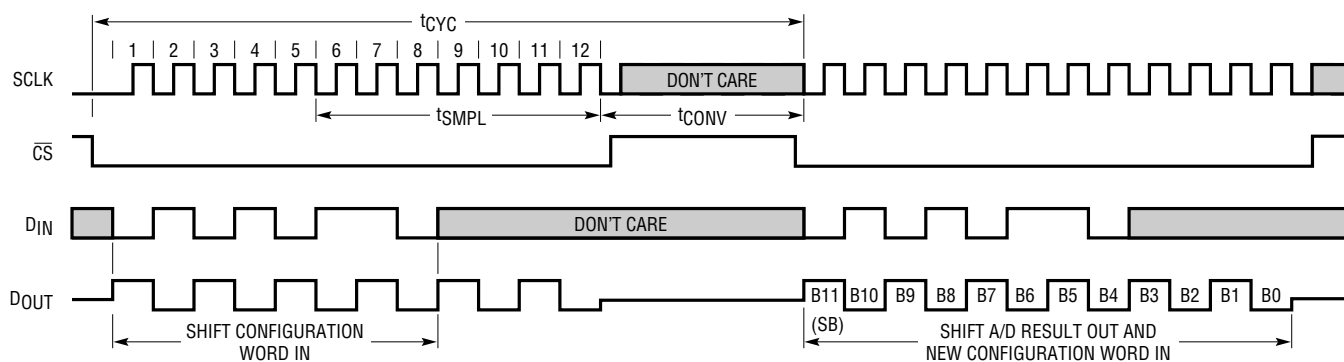 tCYC
1 2 3 4 5 6 7 8 9 10 11 12
SCLK
DON'T CARE
tSMPL
tCONV
CS
DIN
DON'T CARE
DOUT
B11 B10 B9 B8 B7 B6 B5 B4 B3 B2 B1 B0
(SB)
SHIFT CONFIGURATION
WORD IN
SHIFT A/D RESULT OUT AND
NEW CONFIGURATION WORD IN